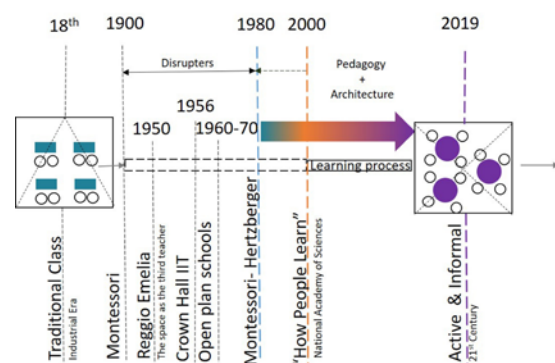 18th
1900
1980
2000
2019
Disrupters
Pedagogy
+
Architecture
1956
1950
1960-70
Learning process
Traditional Class
Industrial Era
Montessori
Reggio Emelia
The space as the third teacher
Crown Hall IIT
Open plan schools
Montessori- Hertzberger
"How People Learn"
National Academy of Sciences
Active & Informal
21st Century